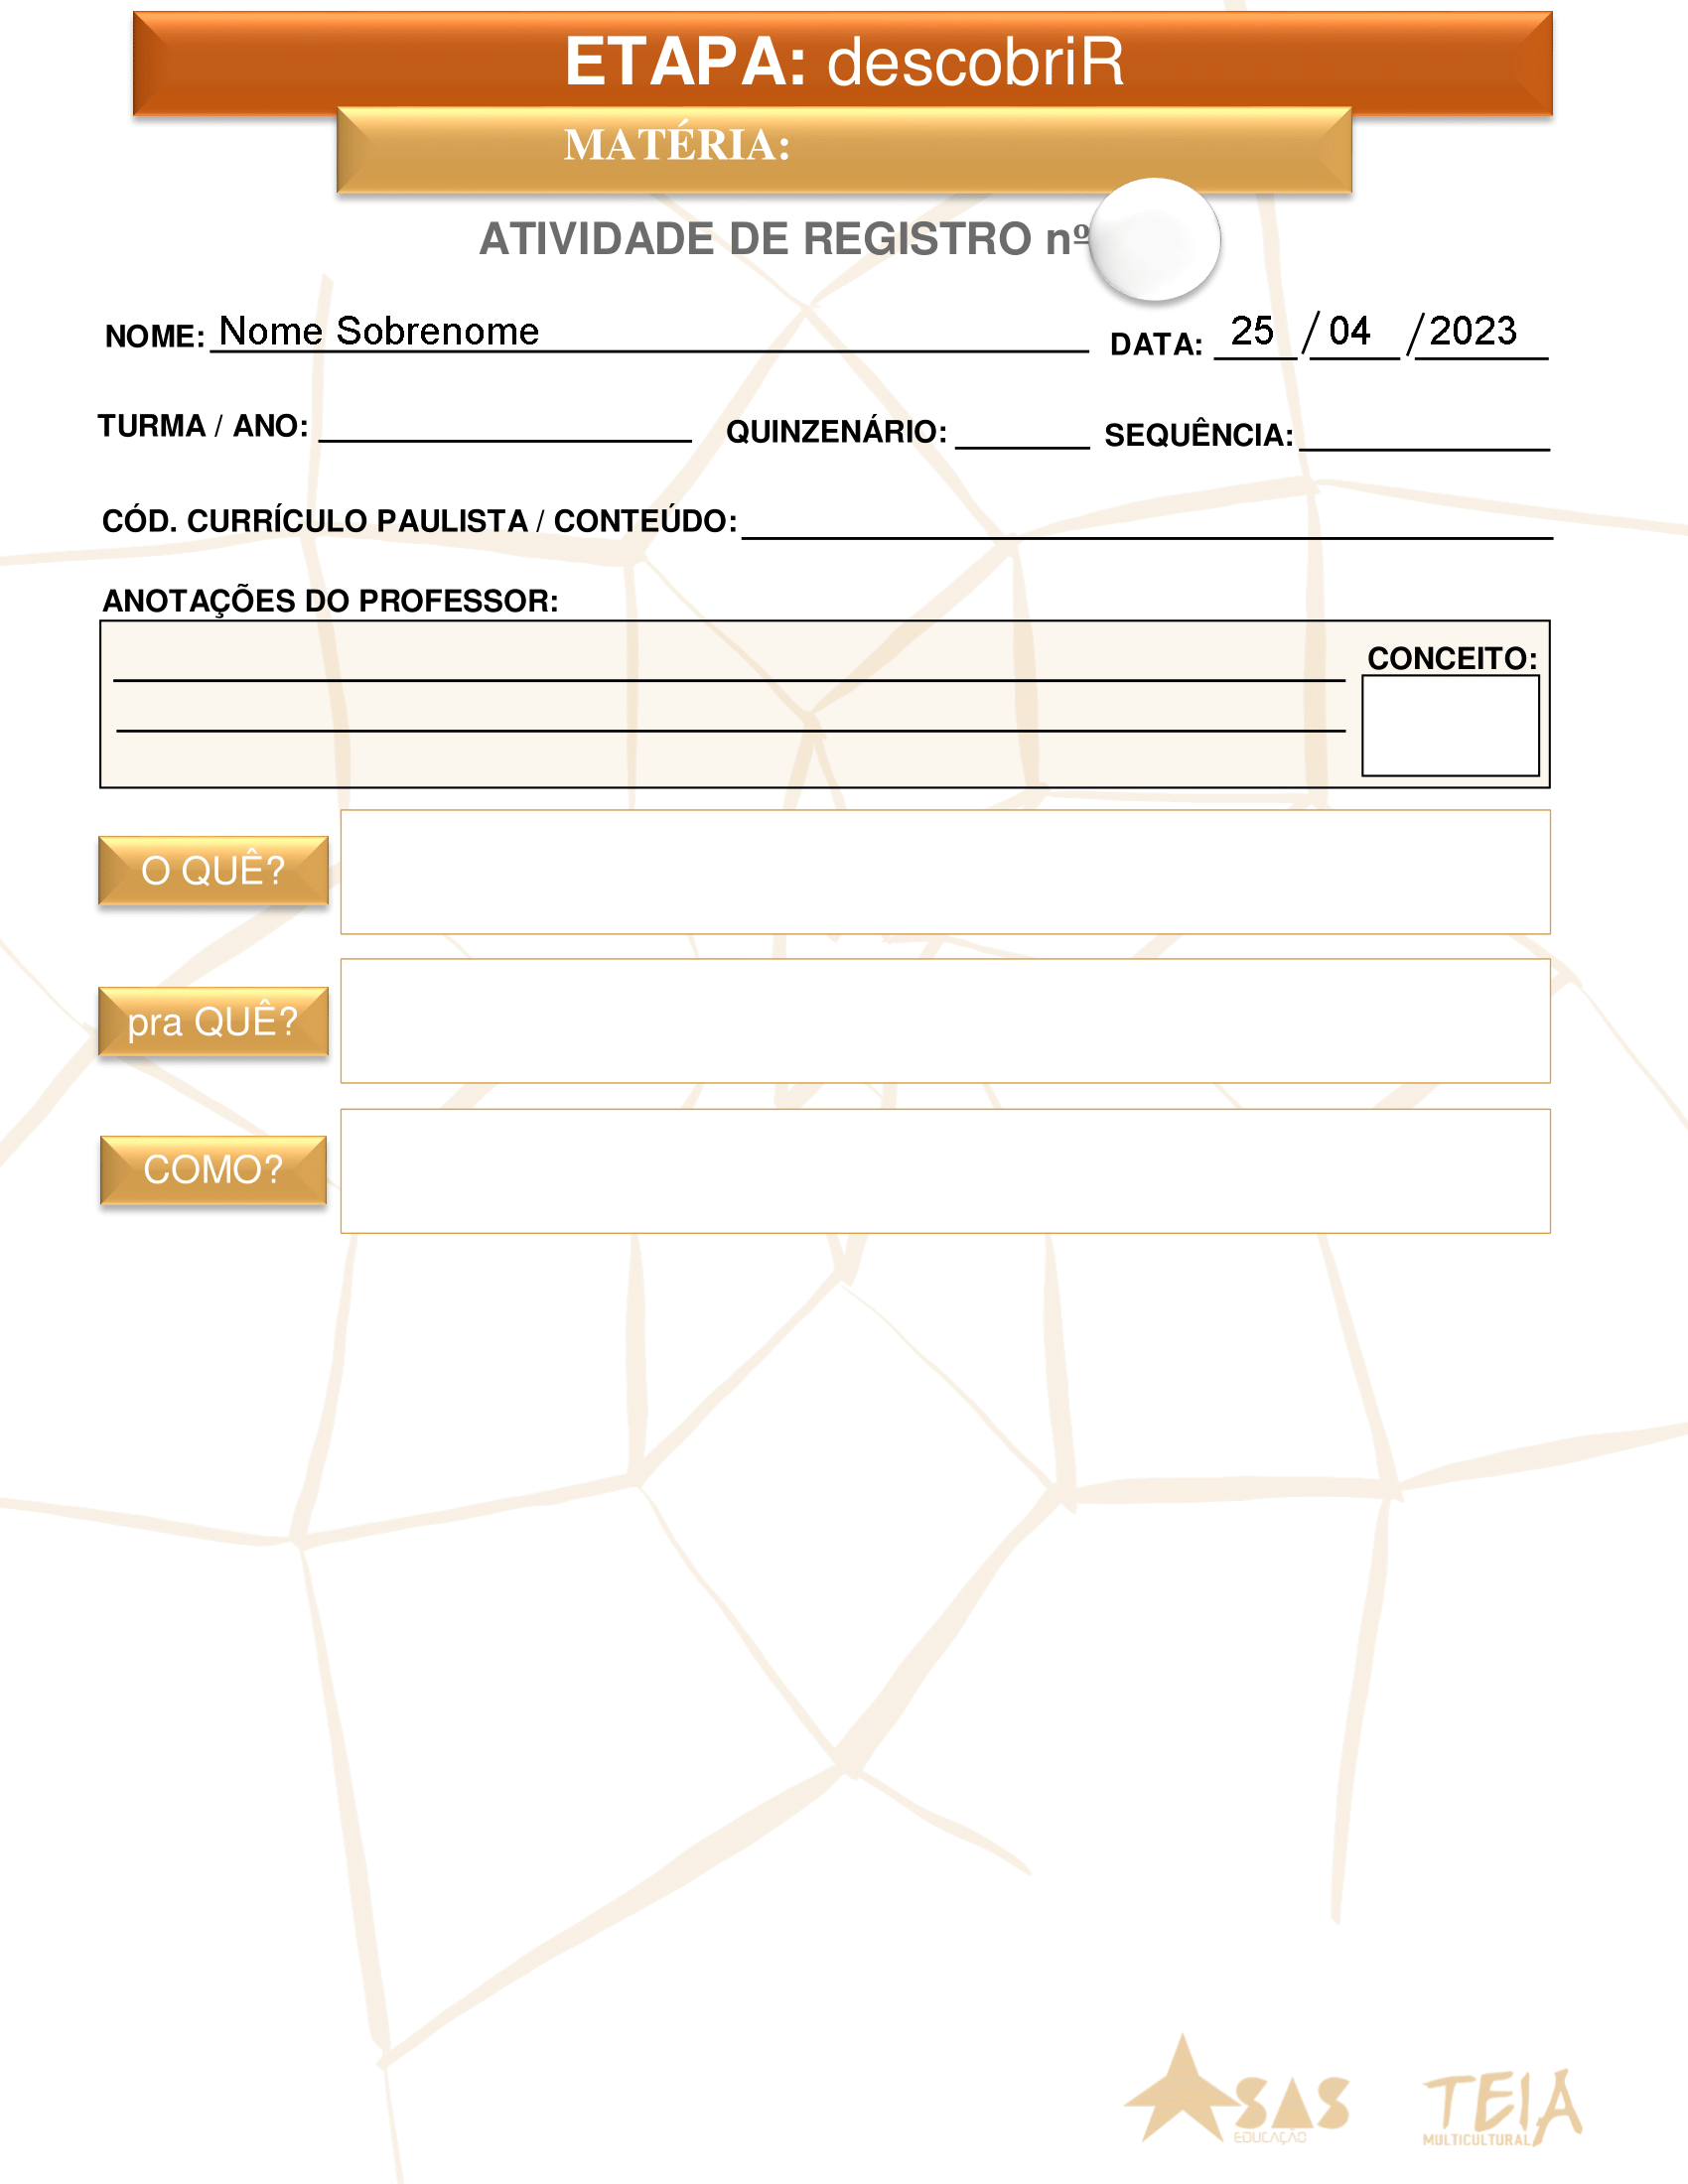 ETAPA: descobriR
MATÉRIA:
ATIVIDADE DE REGISTRO nº
NOME: Nome Sobrenome DATA: 25 / 04 / 2023
TURMA / ANO: QUINZENÁRIO: SEQUÊNCIA:
CÓD. CURRÍCULO PAULISTA / CONTEÚDO:
ANOTAÇÕES DO PROFESSOR:
CONCEITO:
O QUÊ?
pra QUÊ?
COMO?
ASAS TEIA
EDUCAÇÃO MULTICULTURAL